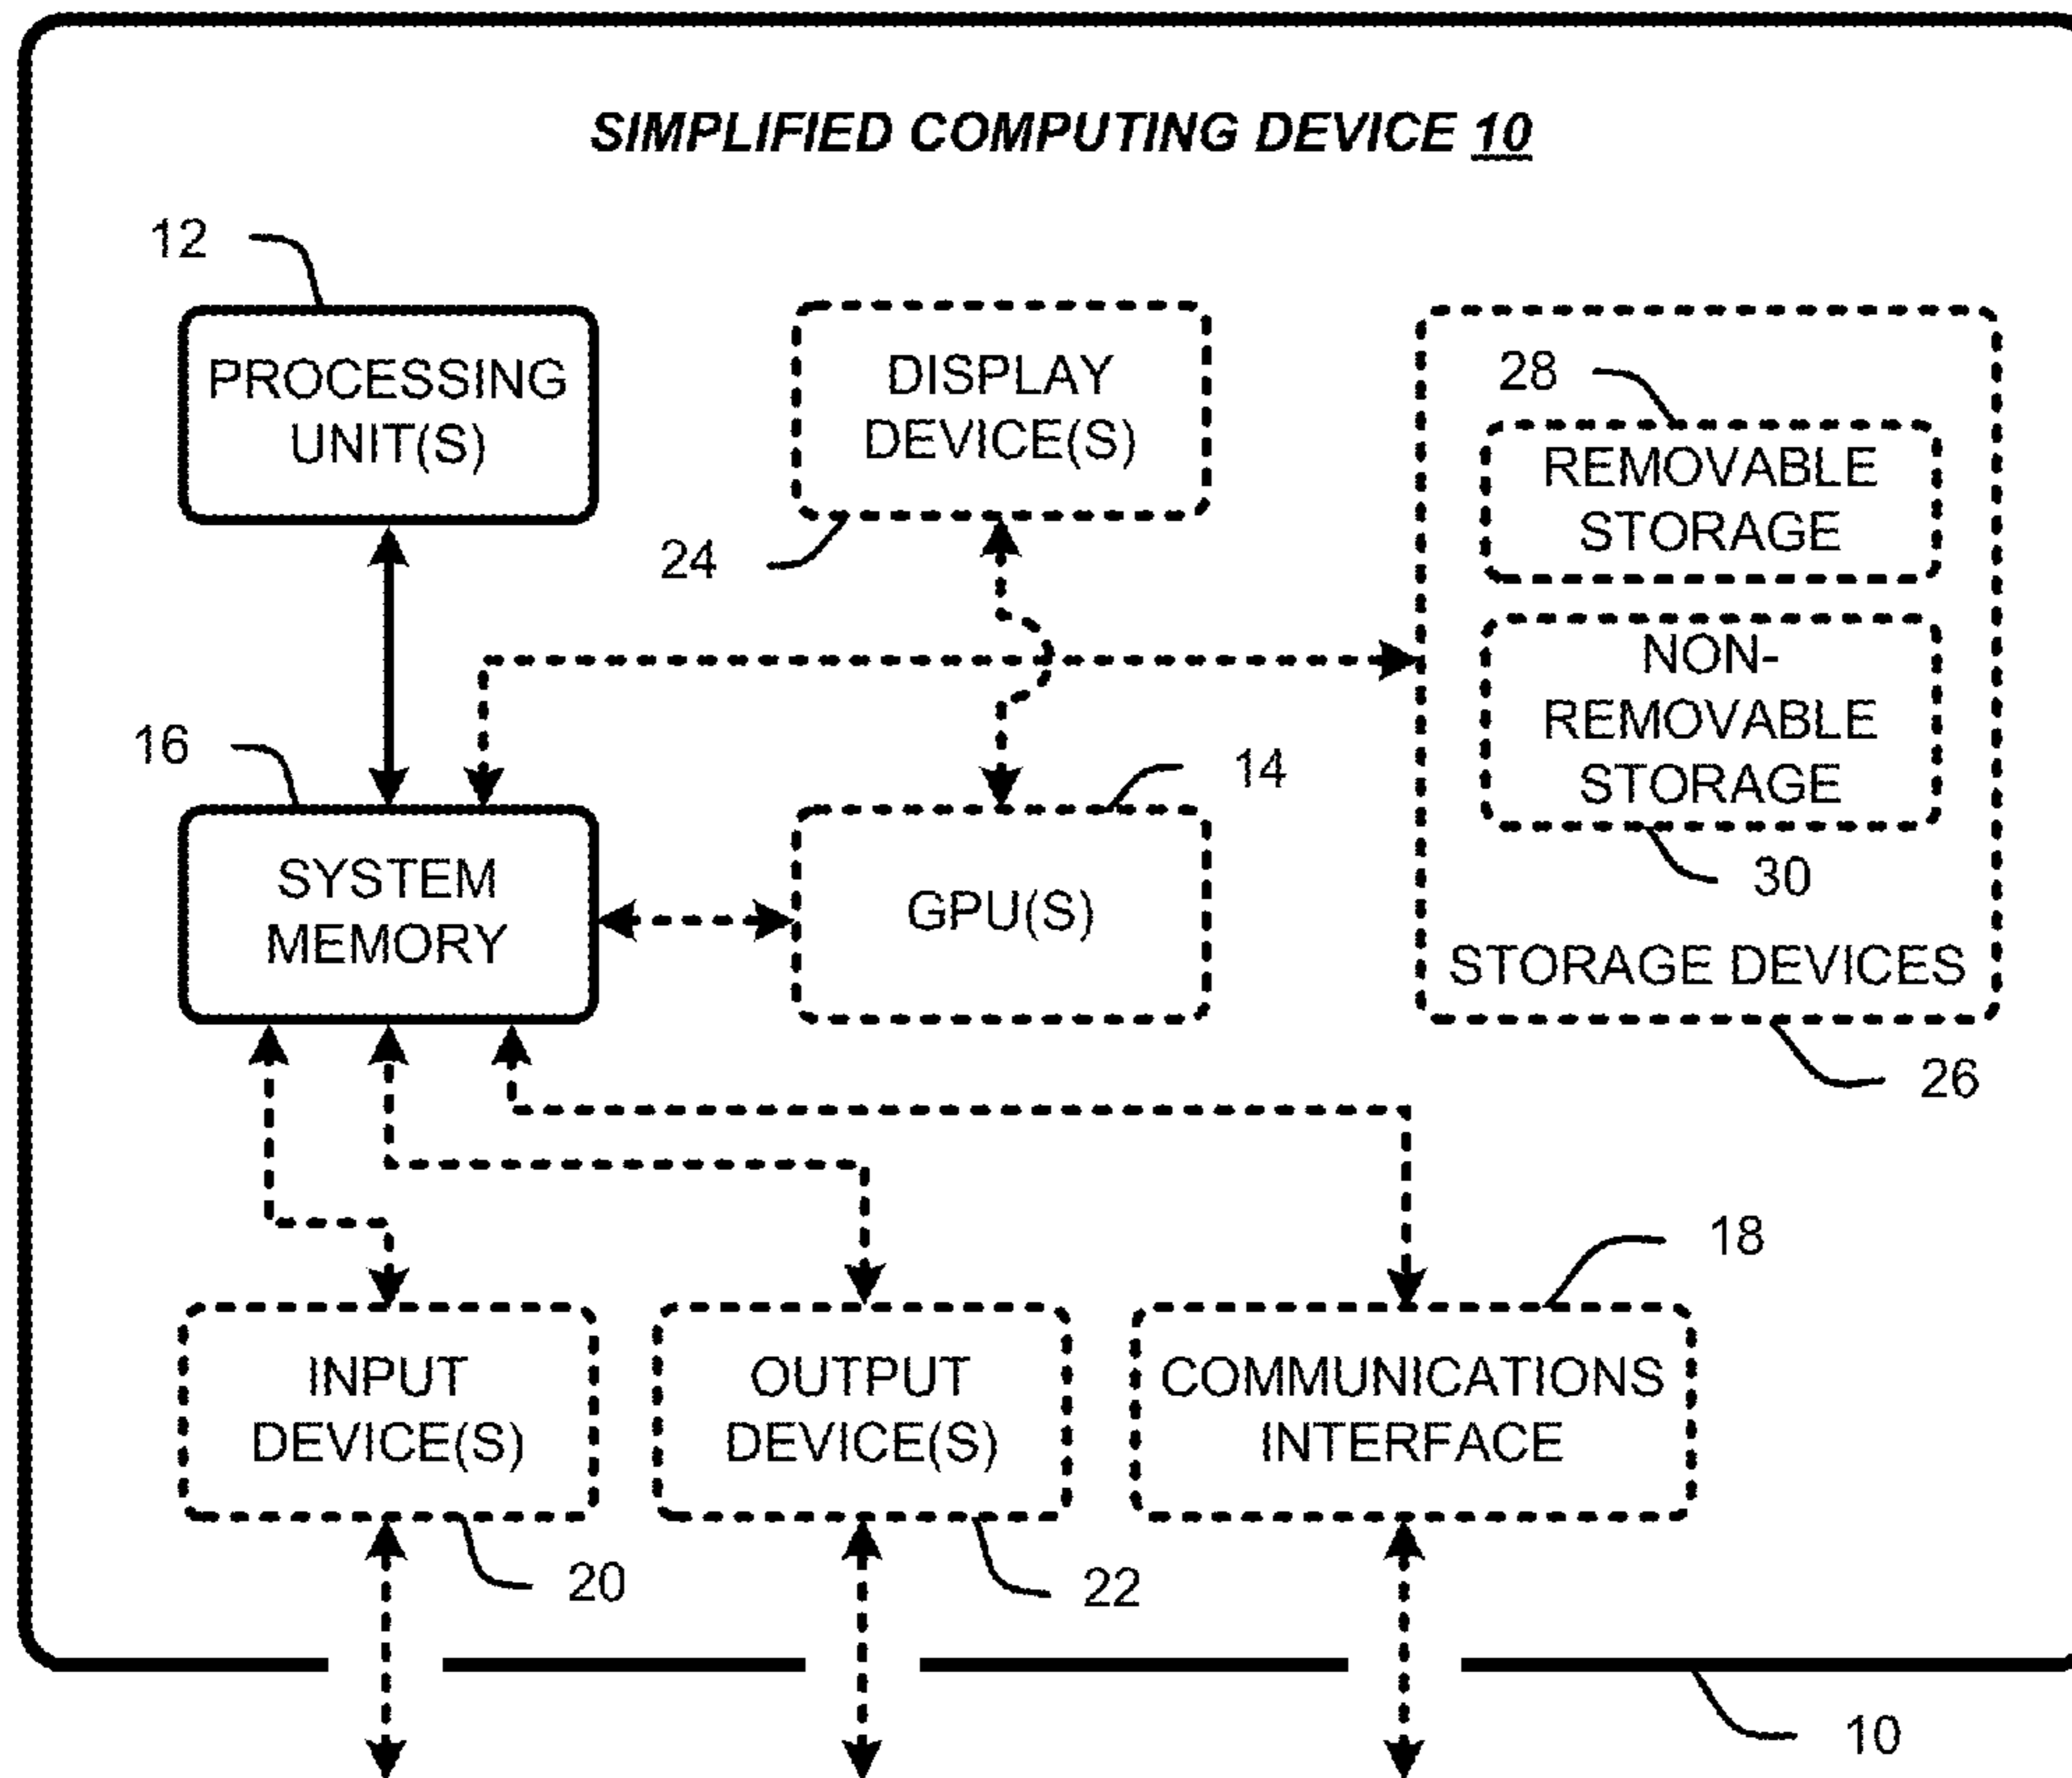 SIMPLIFIED COMPUTING DEVICE 10
12
PROCESSING
UNIT(S)
DISPLAY
DEVICE(S)
24
28
REMOVABLE
STORAGE
NON-
REMOVABLE
STORAGE
30
STORAGE DEVICES
26
16
SYSTEM
MEMORY
14
GPU(S)
18
INPUT
DEVICE(S)
20
OUTPUT
DEVICE(S)
22
COMMUNICATIONS
INTERFACE
10